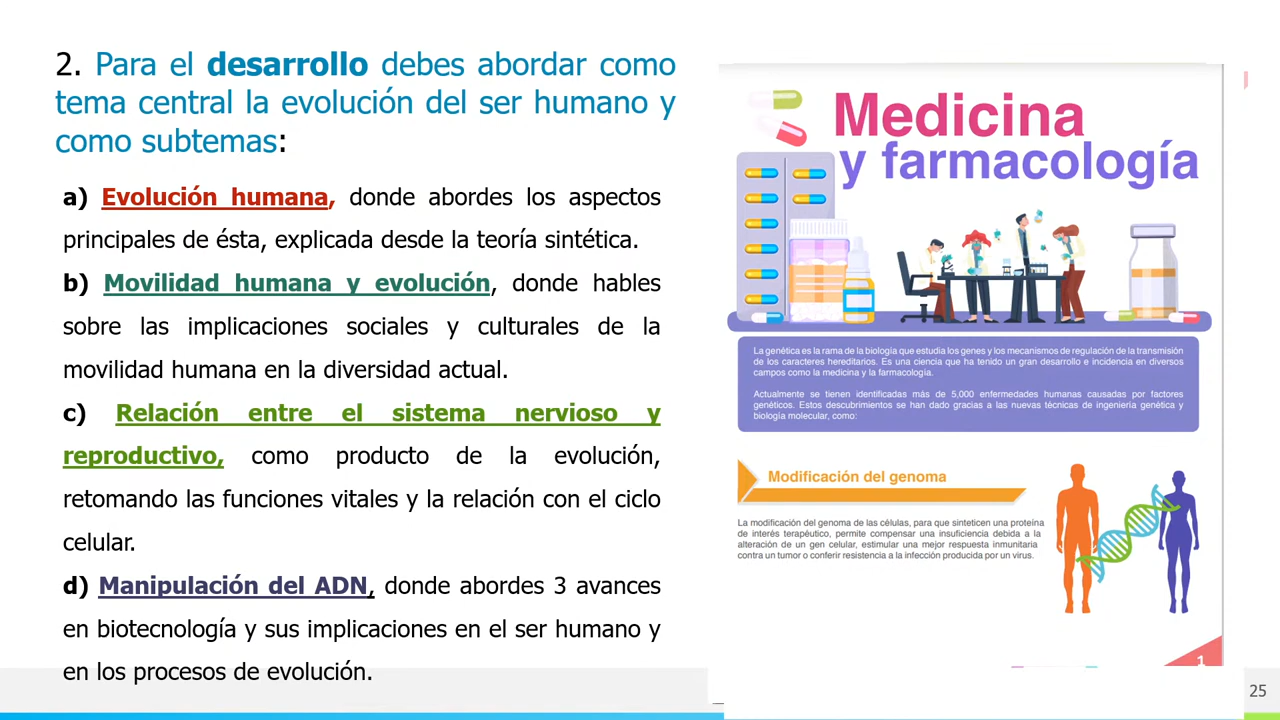 2. Para el desarrollo debes abordar como
tema central la evolución del ser humano y
como subtemas:
a) Evolución humana, donde abordes los aspectos
principales de ésta, explicada desde la teoría sintética.
b) Movilidad humana y evolución, donde hables
sobre las implicaciones sociales y culturales de la
movilidad humana en la diversidad actual.
c) Relación entre el sistema nervioso y
reproductivo, como producto de la evolución,
retomando las funciones vitales y la relación con el ciclo
celular.
d) Manipulación del ADN, donde abordes 3 avances
en biotecnología y sus implicaciones en el ser humano y
en los procesos de evolución.
Medicina
y farmacología
La genética es la rama de la biología que estudia los genes y los mecanismos de regulación de la transmisión
de los caracteres hereditarios. Es una ciencia que ha tenido un gran desarrollo e incidencia en diversos
campos como la medicina y la farmacología.
Actualmente se tienen identificadas más de 5,000 enfermedades humanas causadas por factores
genéticos. Estos descubrimientos se han dado gracias a las nuevas técnicas de ingeniería genética y
biología molecular, como:
Modificación del genoma
La modificación del genoma de las células, para que sinteticen una proteína
de interés terapéutico, permite compensar una insuficiencia debida a la
alteración de un gen celular, estimular una mejor respuesta inmunitaria
contra un tumor o conferir resistencia a la infección producida por un virus.
1
25